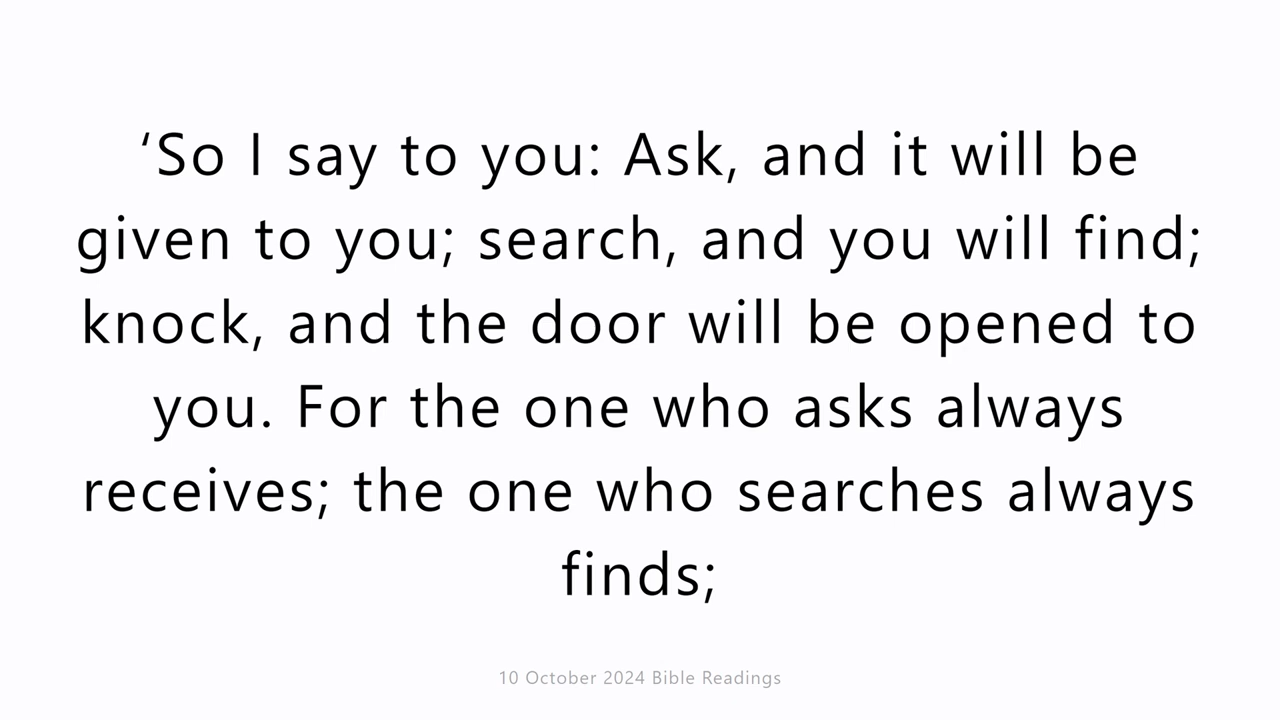 ‘So I say to you: Ask, and it will be
given to you; search, and you will find;
knock, and the door will be opened to
you. For the one who asks always
receives; the one who searches always
finds;
10 October 2024 Bible Readings